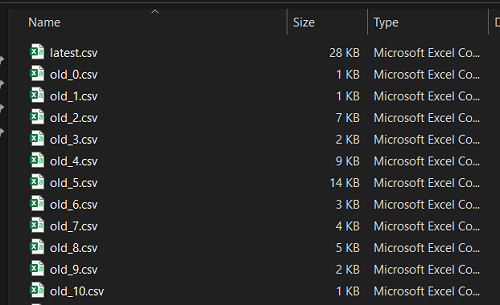 Name Size Type
latest.csv 28 KB Microsoft Excel Co...
old_0.csv 1 KB Microsoft Excel Co...
old_1.csv 1 KB Microsoft Excel Co...
old_2.csv 7 KB Microsoft Excel Co...
old_3.csv 2 KB Microsoft Excel Co...
old_4.csv 9 KB Microsoft Excel Co...
old_5.csv 14 KB Microsoft Excel Co...
old_6.csv 3 KB Microsoft Excel Co...
old_7.csv 4 KB Microsoft Excel Co...
old_8.csv 5 KB Microsoft Excel Co...
old_9.csv 2 KB Microsoft Excel Co...
old_10.csv 1 KB Microsoft Excel Co...